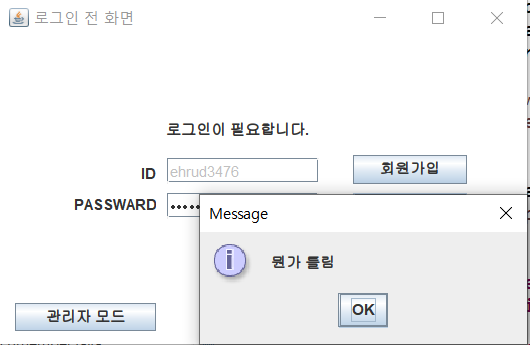 로그인 전 화면
로그인이 필요합니다.
ID
ehrud3476
회원가입
PASSWARD
Message
뭔가 틀림
OK
관리자 모드